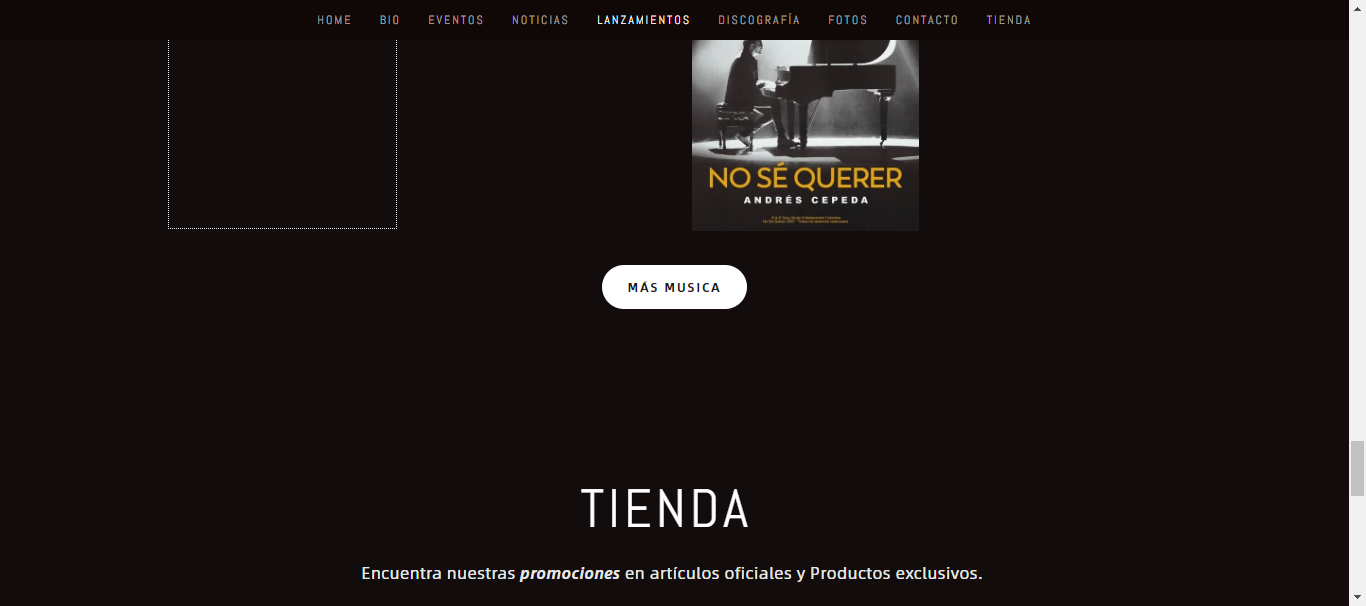 HOME BIO EVENTOS NOTICIAS LANZAMIENTOS DISCOGRAFÍA FOTOS CONTACTO TIENDA
NO SÉ QUERER
ANDRÉS CEPEDA
MÁS MUSICA
TIENDA
Encuentra nuestras promociones en artículos oficiales y Productos exclusivos.